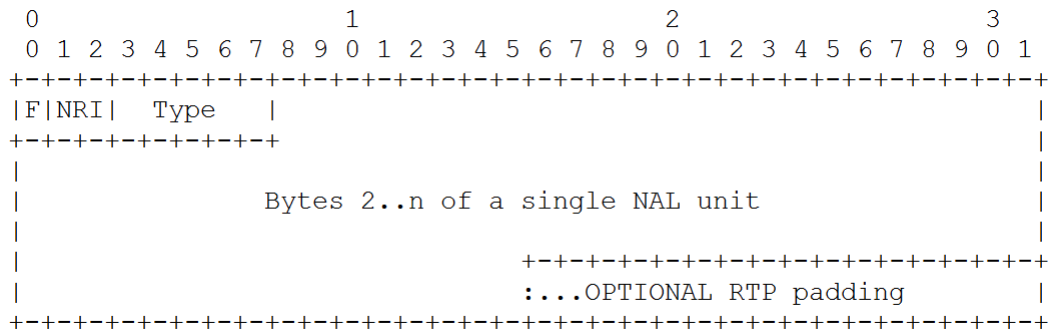 0                   1                   2                   3
 0 1 2 3 4 5 6 7 8 9 0 1 2 3 4 5 6 7 8 9 0 1 2 3 4 5 6 7 8 9 0 1
+-+-+-+-+-+-+-+-+-+-+-+-+-+-+-+-+-+-+-+-+-+-+-+-+-+-+-+-+-+-+-+-+
|F|NRI|  Type   |                                               |
+-+-+-+-+-+-+-+-+                                               |
|                                                               |
|               Bytes 2..n of a single NAL unit                 |
|                                                               |
|                               +-+-+-+-+-+-+-+-+-+-+-+-+-+-+-+-+
|                               :...OPTIONAL RTP padding        |
+-+-+-+-+-+-+-+-+-+-+-+-+-+-+-+-+-+-+-+-+-+-+-+-+-+-+-+-+-+-+-+-+